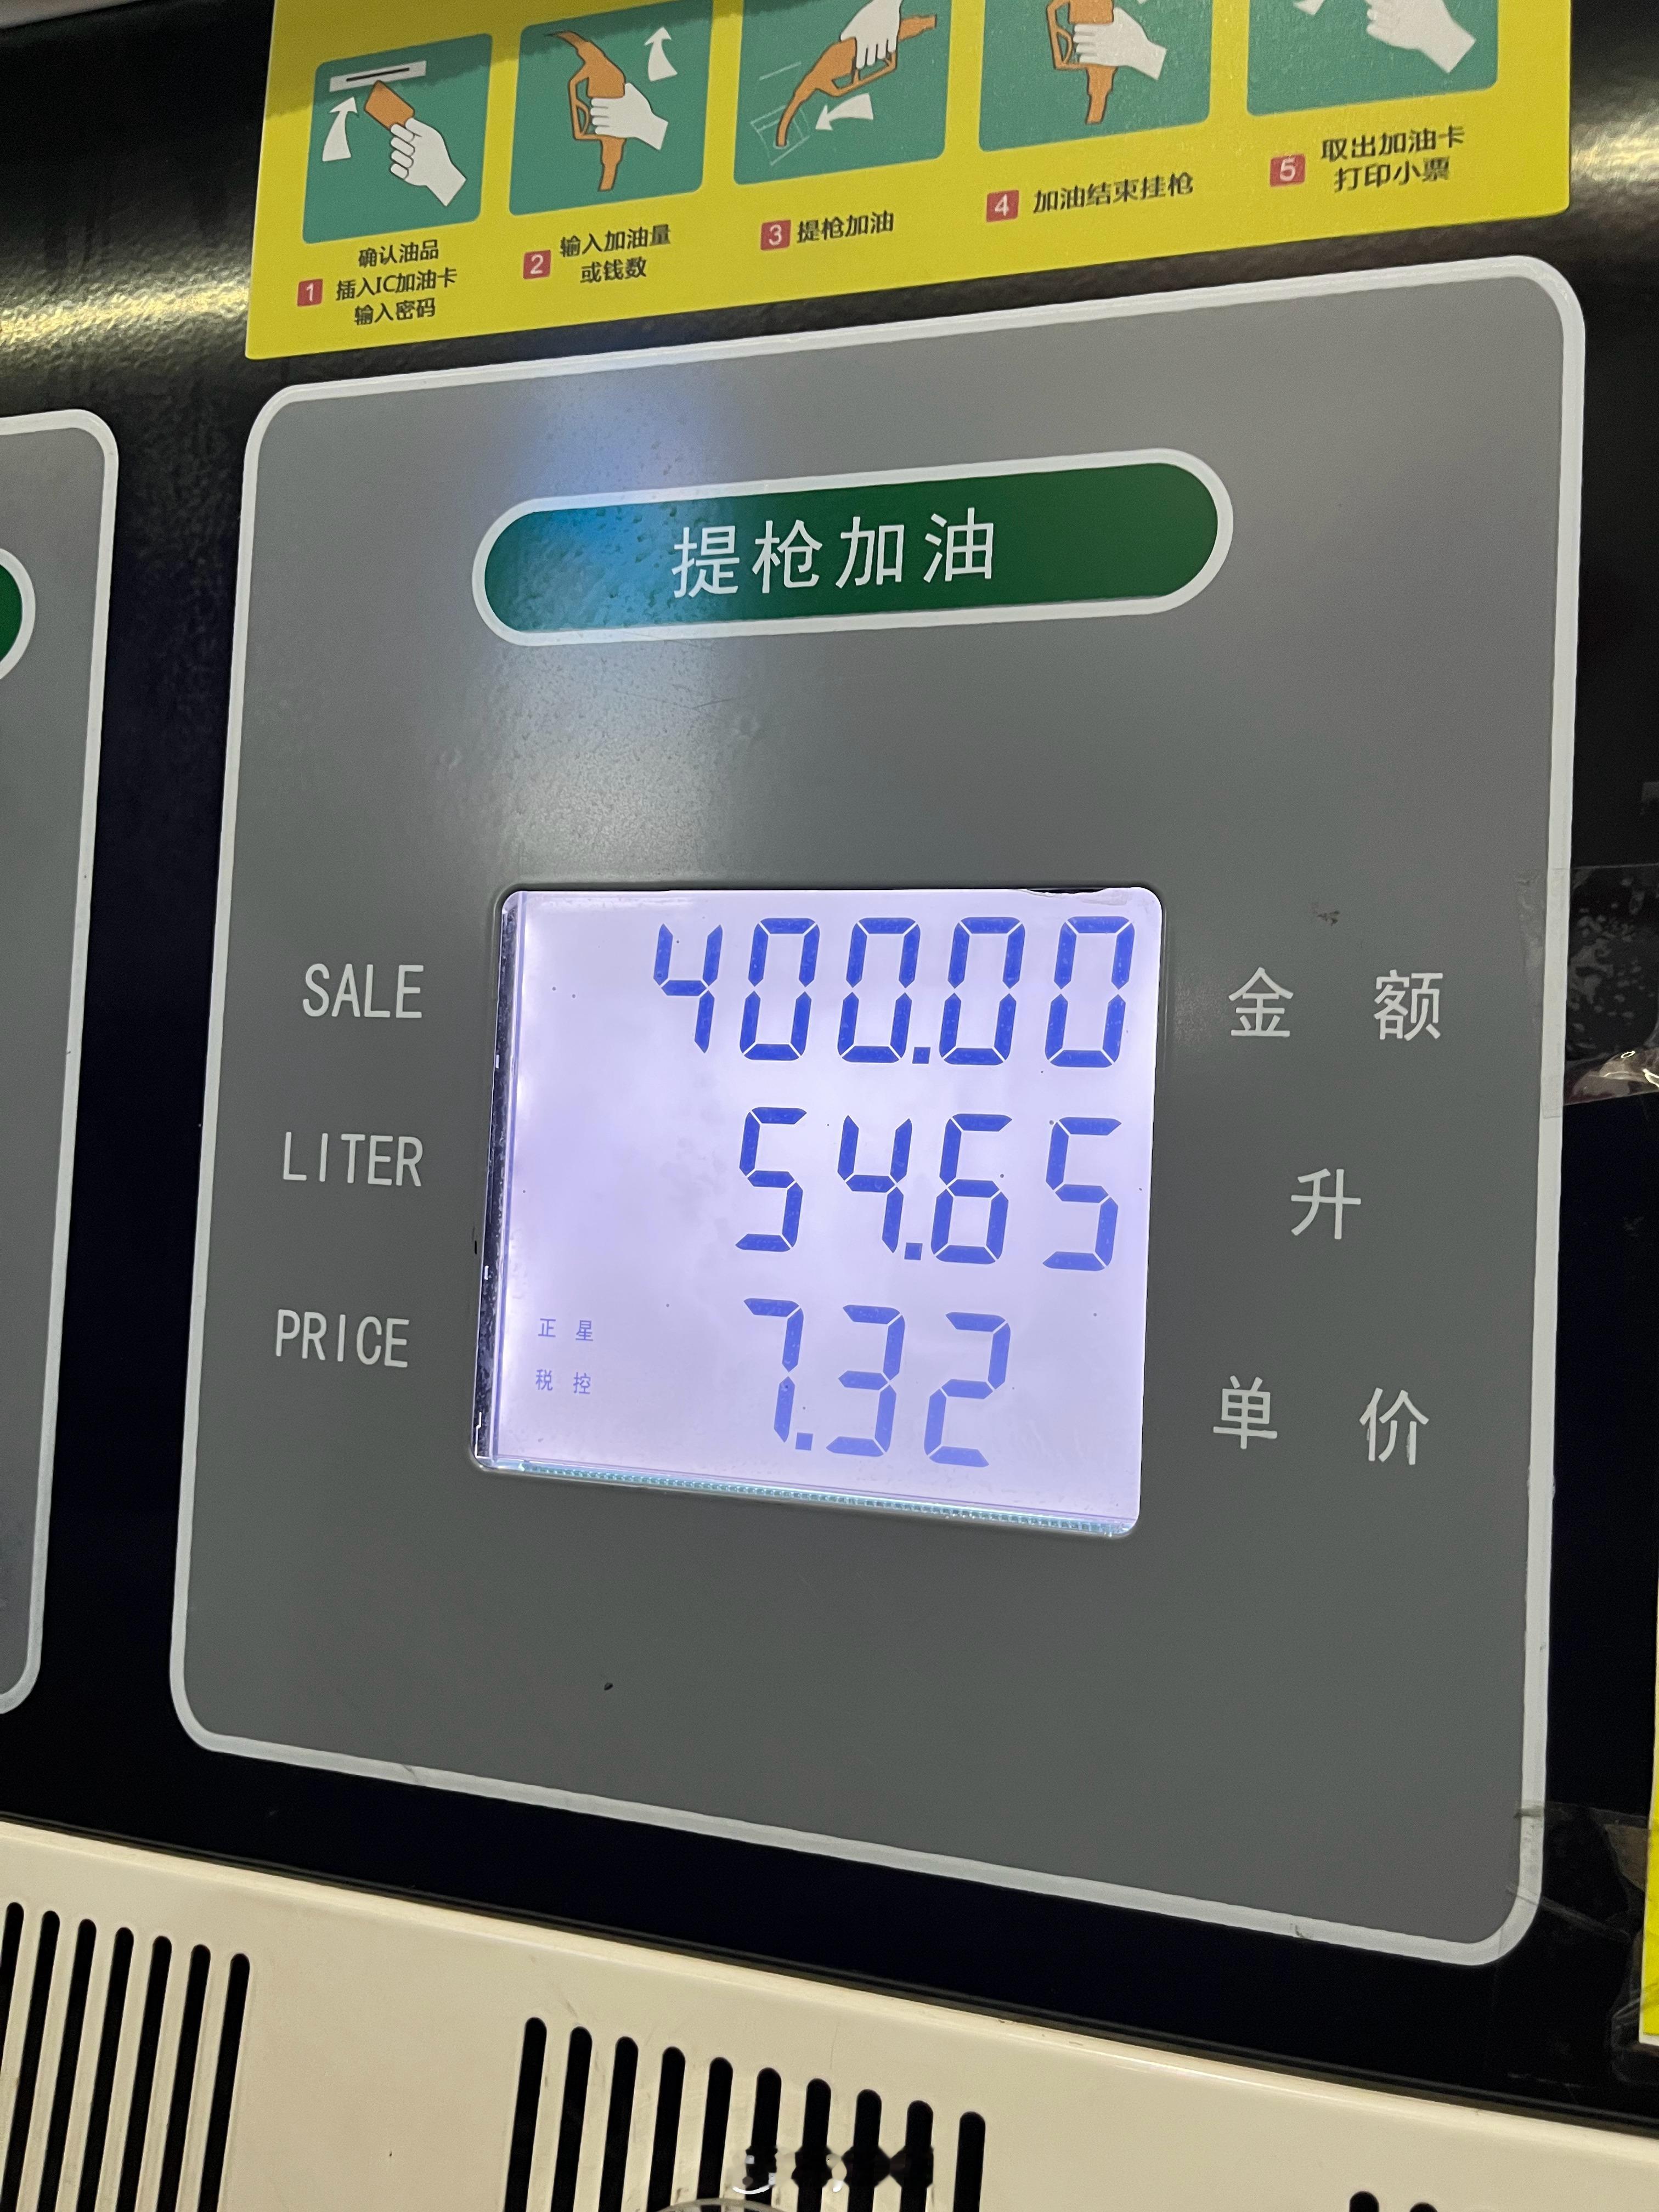 确认油品
1 插入IC加油卡
输入密码
2 输入加油量
或钱数
3 提枪加油
4 加油结束挂枪
5 取出加油卡
打印小票
提枪加油
SALE 400.00 金额
LITER 54.65 升
PRICE 7.32 单价
正星
税控